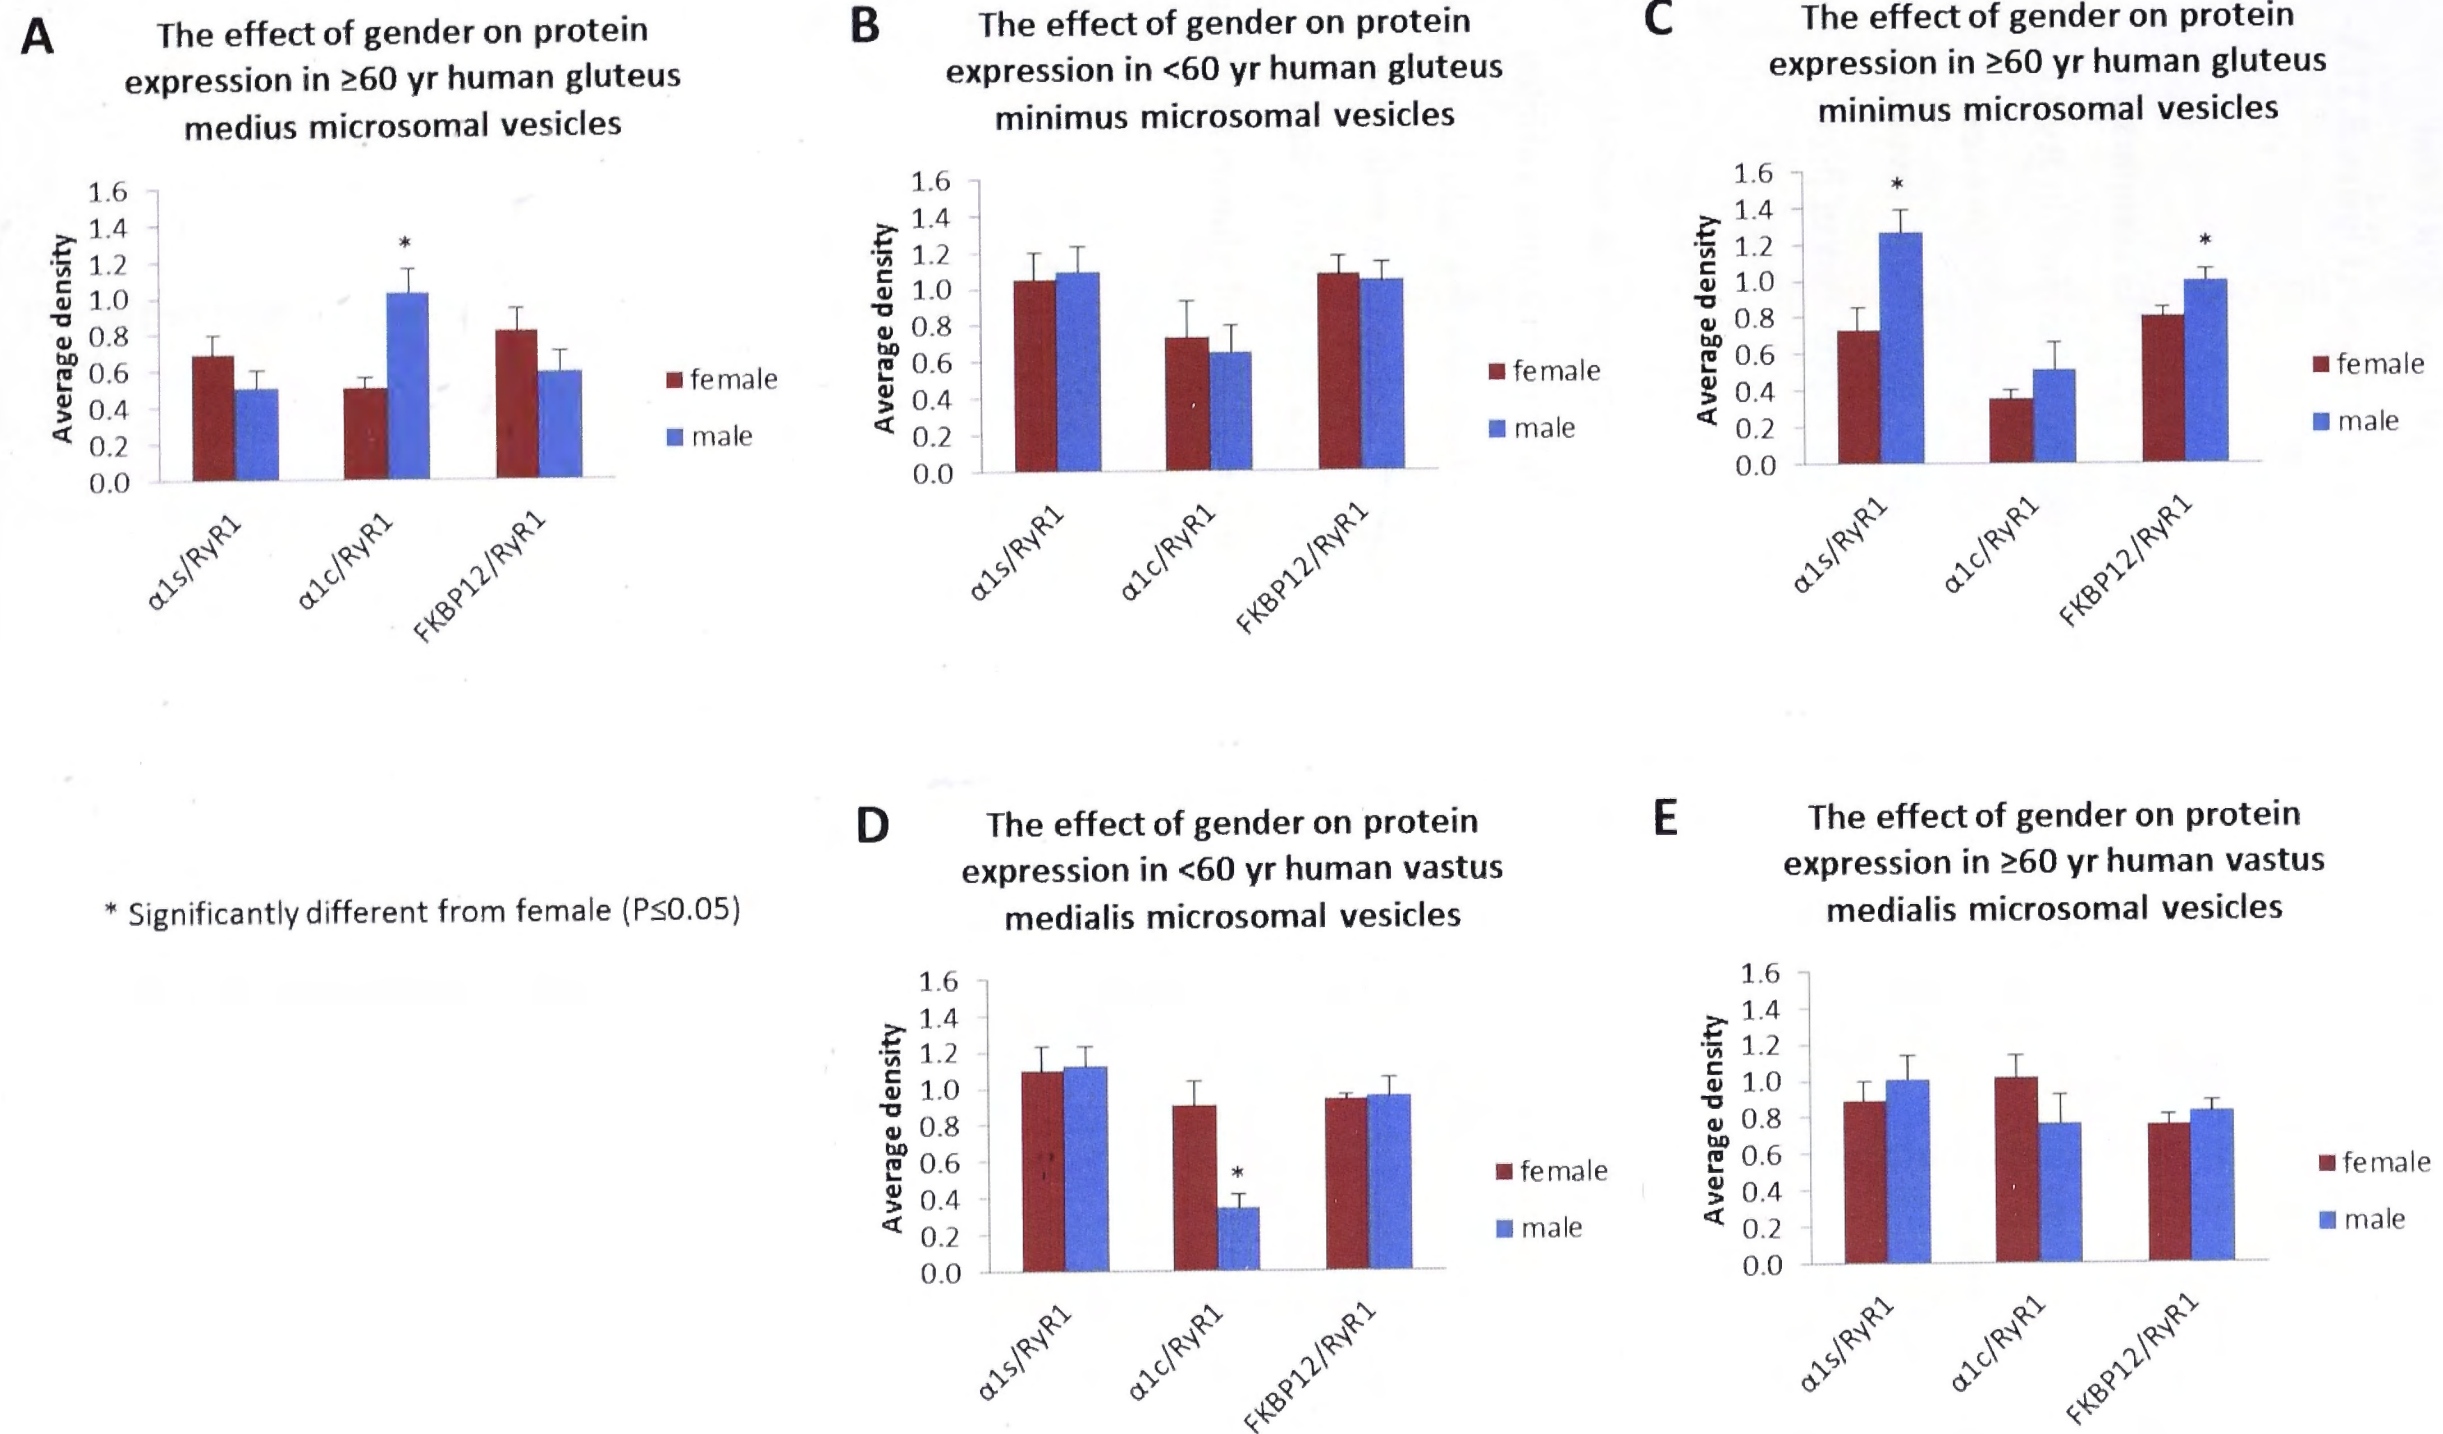 A
The effect of gender on protein
expression in ≥60 yr human gluteus
medius microsomal vesicles
1.6
1.4
1.2
1.0
0.8
0.6
0.4
0.2
0.0
Average density
*
female
male
α1s/RyR1
α1c/RyR1
FKBP12/RyR1
B
The effect of gender on protein
expression in <60 yr human gluteus
minimus microsomal vesicles
1.6
1.4
1.2
1.0
0.8
0.6
0.4
0.2
0.0
Average density
female
male
α1s/RyR1
α1c/RyR1
FKBP12/RyR1
C
The effect of gender on protein
expression in ≥60 yr human gluteus
minimus microsomal vesicles
1.6
1.4
1.2
1.0
0.8
0.6
0.4
0.2
0.0
Average density
*
*
female
male
α1s/RyR1
α1c/RyR1
FKBP12/RyR1
* Significantly different from female (P≤0.05)
D
The effect of gender on protein
expression in <60 yr human vastus
medialis microsomal vesicles
1.6
1.4
1.2
1.0
0.8
0.6
0.4
0.2
0.0
Average density
*
female
male
α1s/RyR1
α1c/RyR1
FKBP12/RyR1
E
The effect of gender on protein
expression in ≥60 yr human vastus
medialis microsomal vesicles
1.6
1.4
1.2
1.0
0.8
0.6
0.4
0.2
0.0
Average density
female
male
α1s/RyR1
α1c/RyR1
FKBP12/RyR1